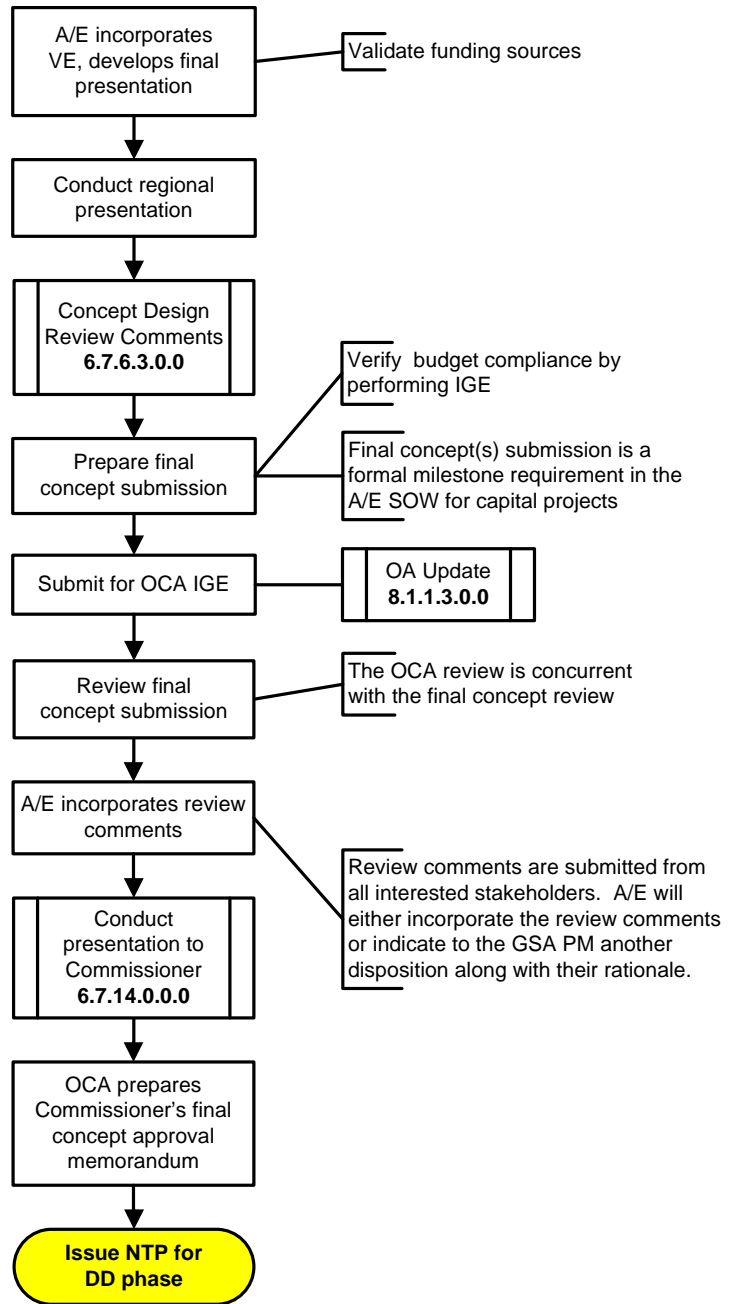 A/E incorporates
VE, develops final
presentation
Validate funding sources
Conduct regional
presentation
Concept Design
Review Comments
6.7.6.3.0.0
Verify  budget compliance by
performing IGE
Prepare final
concept submission
Final concept(s) submission is a
formal milestone requirement in the
A/E SOW for capital projects
Submit for OCA IGE
OA Update
8.1.1.3.0.0
Review final
concept submission
The OCA review is concurrent
with the final concept review
A/E incorporates review
comments
Review comments are submitted from
all interested stakeholders.  A/E will
either incorporate the review comments
or indicate to the GSA PM another
disposition along with their rationale.
Conduct
presentation to
Commissioner
6.7.14.0.0.0
OCA prepares
Commissioner’s final
concept approval
memorandum
Issue NTP for
DD phase